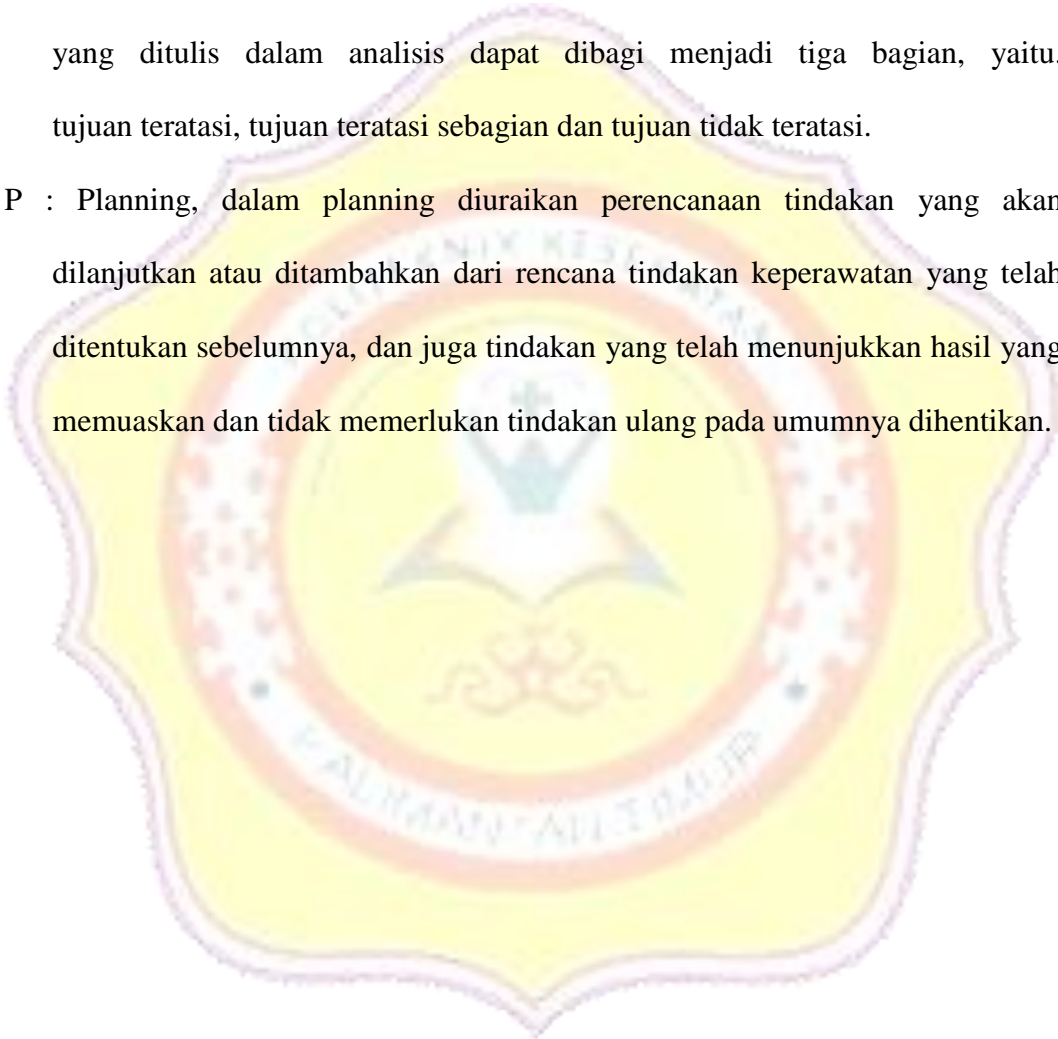 yang ditulis dalam analisis dapat dibagi menjadi tiga bagian, yaitu.
tujuan teratasi, tujuan teratasi sebagian dan tujuan tidak teratasi.
P : Planning, dalam planning diuraikan perencanaan tindakan yang akan
dilanjutkan atau ditambahkan dari rencana tindakan keperawatan yang telah
ditentukan sebelumnya, dan juga tindakan yang telah menunjukkan hasil yang
memuaskan dan tidak memerlukan tindakan ulang pada umumnya dihentikan.
KALIMANTAN TIMUR